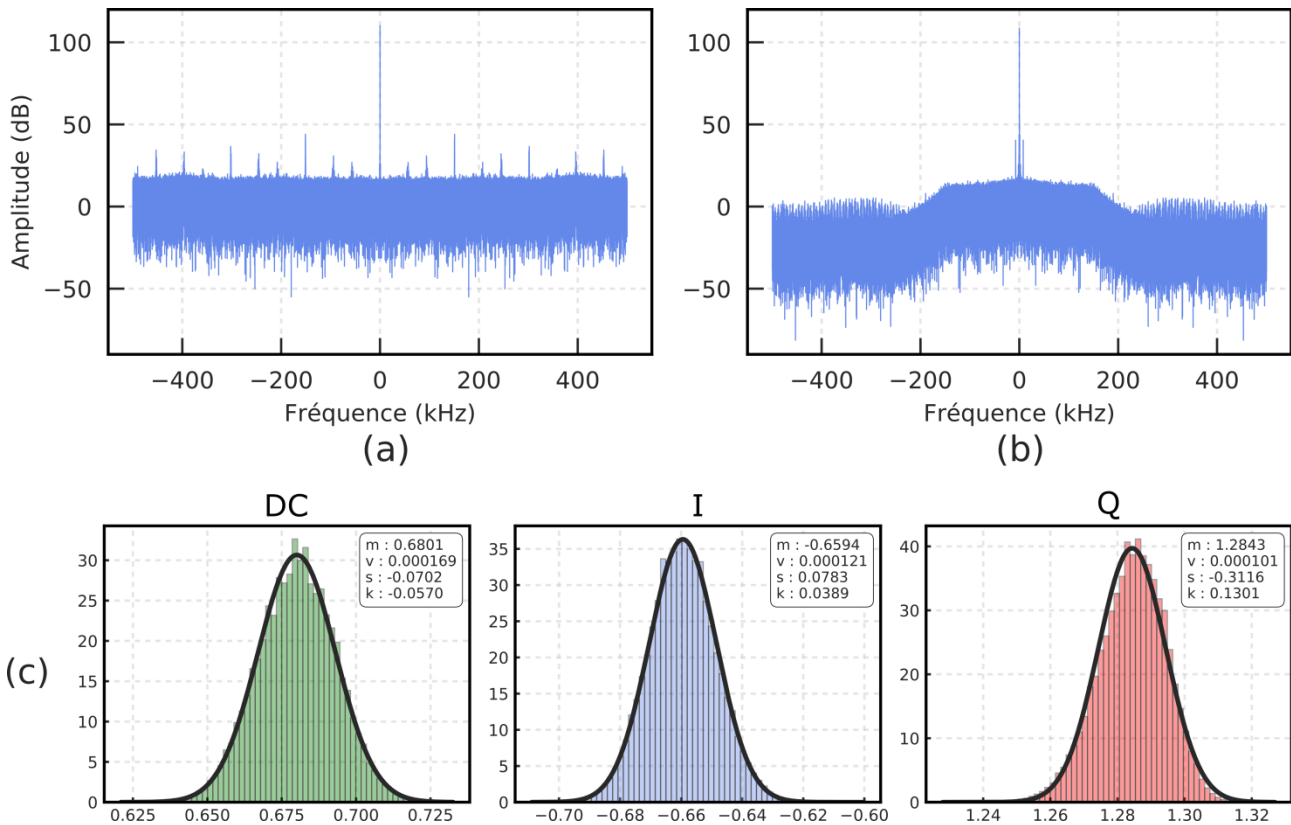 100
50
0
−50
Amplitude (dB)
−400 −200 0 200 400
Fréquence (kHz)
(a)
100
50
0
−50
−400 −200 0 200 400
Fréquence (kHz)
(b)
(c)
DC
m : 0.6801
v : 0.000169
s : -0.0702
k : -0.0570
30
25
20
15
10
5
0
0.625 0.650 0.675 0.700 0.725
I
m : -0.6594
v : 0.000121
s : 0.0783
k : 0.0389
35
30
25
20
15
10
5
0
−0.70 −0.68 −0.66 −0.64 −0.62 −0.60
Q
m : 1.2843
v : 0.000101
s : -0.3116
k : 0.1301
40
30
20
10
0
1.24 1.26 1.28 1.30 1.32